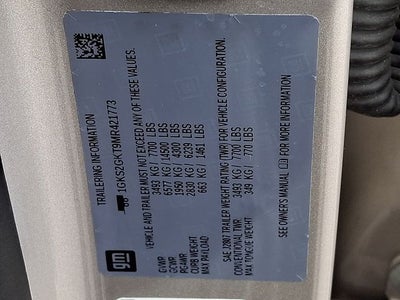 TRAILERING INFORMATION
1GKS2GKT9MR421773
VEHICLE AND TRAILER MUST NOT EXCEED ANY OF THESE VALUES.
GVWR 3493 KG/ 7700 LBS
GCWR 6577 KG/14500 LBS
RGAWR 1950 KG/ 4300 LBS
CURB WEIGHT 2830 KG/ 6239 LBS
MAX PAYLOAD 663 KG/ 1461 LBS
SAE J2807 TRAILER WEIGHT RATING (TWR) FOR VEHICLE CONFIGURATION.
CONVENTIONAL TWR 3493 KG/ 7700 LBS
MAX TONGUE WEIGHT 349 KG/ 770 LBS
SEE OWNER'S MANUAL FOR MORE INFORMATION
gm